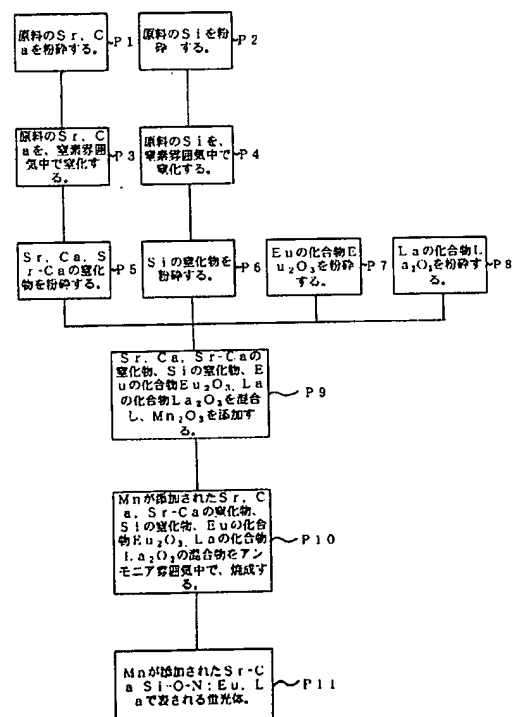 原料のSr、C
aを粉砕する。
P1
原料のSiを粉
砕する。
P2
原料のSr、C
aを、窒素雰囲
気中で窒化す
る。
P3
原料のSiを、
窒素雰囲気中で
窒化する。
P4
Sr、Ca、S
r-Caの窒化
物を粉砕する。
P5
Siの窒化物を
粉砕する。
P6
Euの化合物E
u₂O₃を粉砕
する。
P7
Laの化合物L
a₂O₃を粉砕す
る。
P8
Sr、Ca、Sr-Caの
窒化物、Siの窒化物、E
uの化合物Eu₂O₃、La
の化合物La₂O₃を混合
し、Mn₂O₃を添加す
る。
P9
Mnが添加されたSr、C
a、Sr-Caの窒化物、
Siの窒化物、Euの化合
物Eu₂O₃、Laの化合物
La₂O₃の混合物をアン
モニア雰囲気中で、焼成す
る。
P10
Mnが添加されたSr-C
a-Si-O-N:Eu、L
aで表される蛍光体。
P11